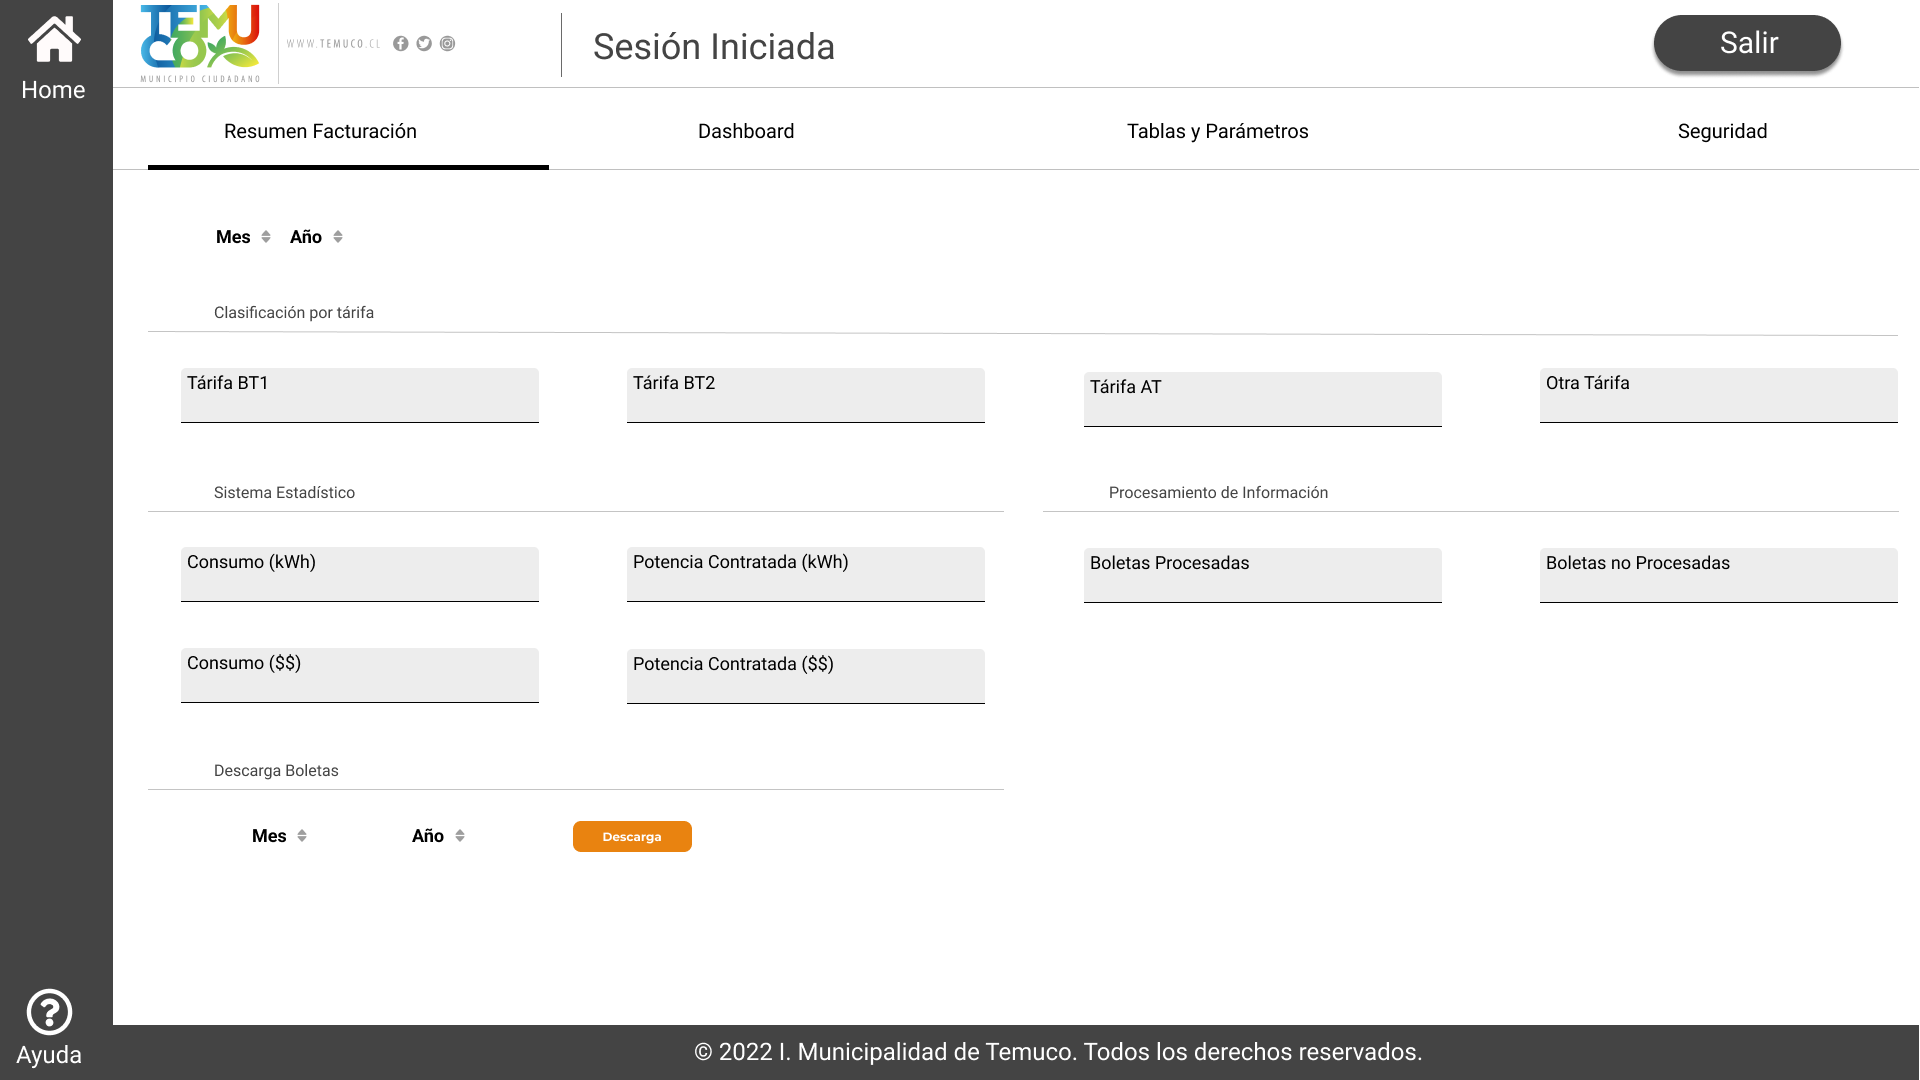 Home
TEMU
CO
MUNICIPIO CIUDADANO
WWW.TEMUCO.CL
Sesión Iniciada
Salir
Resumen Facturación
Dashboard
Tablas y Parámetros
Seguridad
Mes
Año
Clasificación por tárifa
Tárifa BT1
Tárifa BT2
Tárifa AT
Otra Tárifa
Sistema Estadístico
Procesamiento de Información
Consumo (kWh)
Potencia Contratada (kWh)
Boletas Procesadas
Boletas no Procesadas
Consumo ($$)
Potencia Contratada ($$)
Descarga Boletas
Mes
Año
Descarga
Ayuda
© 2022 I. Municipalidad de Temuco. Todos los derechos reservados.